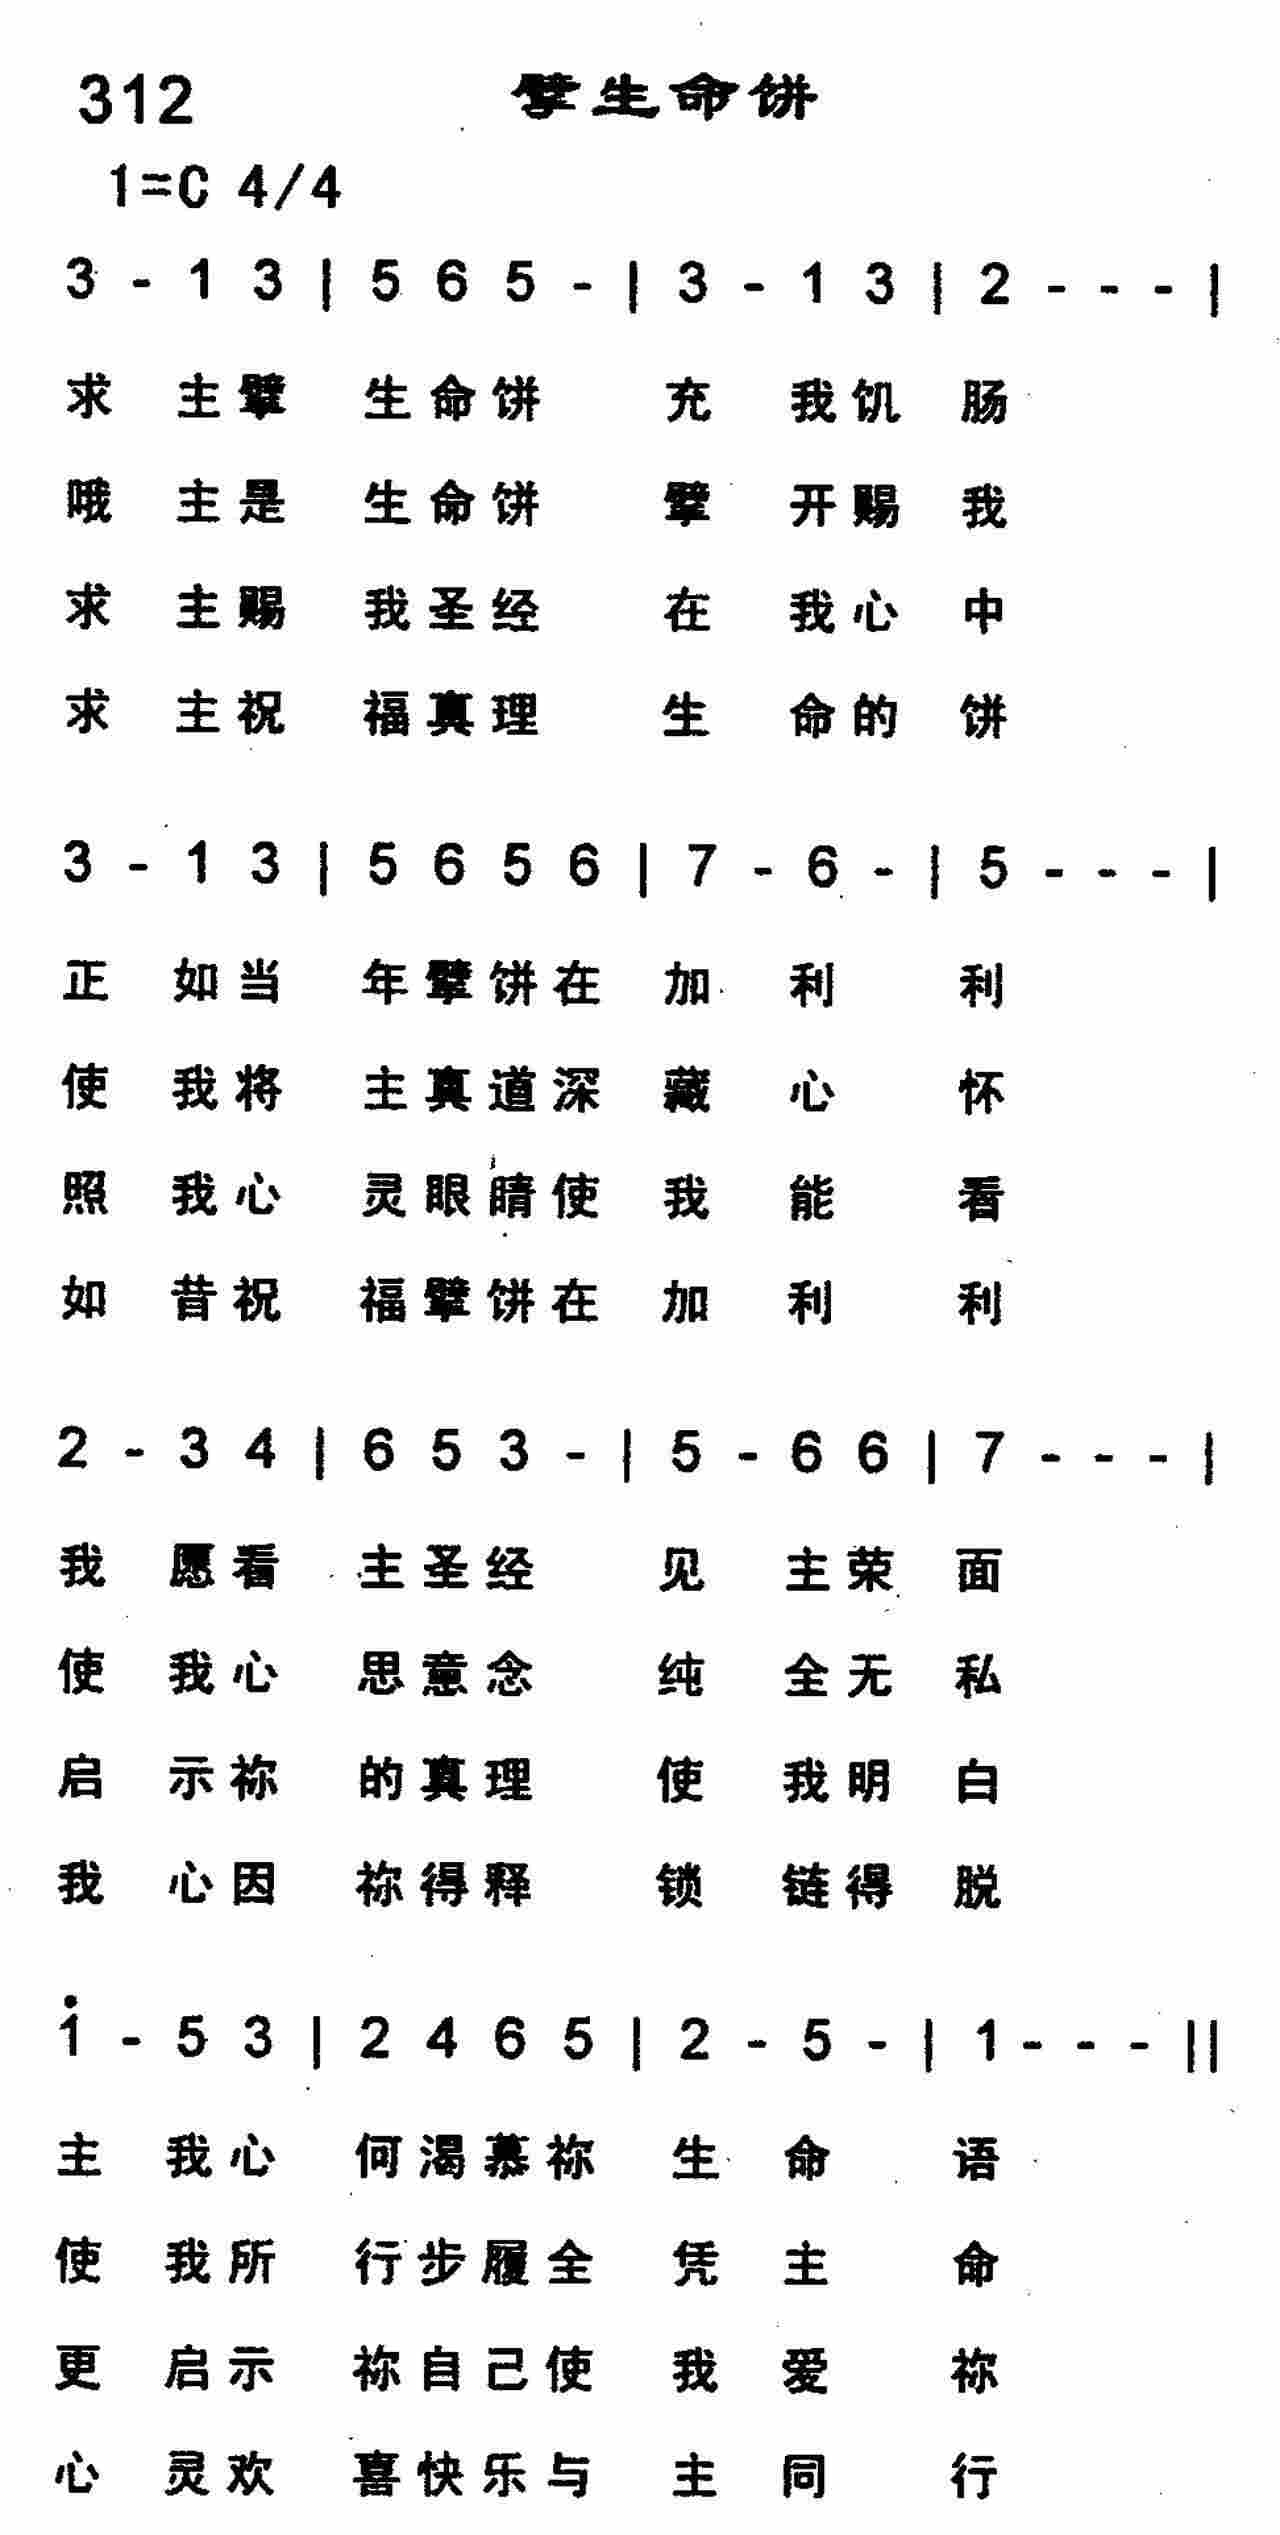 312 擘生命饼
1=C 4/4
3 - 1 3 | 5 6 5 - | 3 - 1 3 | 2 - - - |
求 主擘 生命饼 充 我饥 肠
哦 主是 生命饼 擘 开赐 我
求 主赐 我圣经 在 我心 中
求 主祝 福真理 生 命的 饼
3 - 1 3 | 5 6 5 6 | 7 - 6 - | 5 - - - |
正 如当 年擘饼在 加 利 利
使 我将 主真道深 藏 心 怀
照 我心 灵眼睛使 我 能 看
如 昔祝 福擘饼在 加 利 利
2 - 3 4 | 6 5 3 - | 5 - 6 6 | 7 - - - |
我 愿看 主圣经 见 主荣 面
使 我心 思意念 纯 全无 私
启 示祢 的真理 使 我明 白
我 心因 祢得释 锁 链得 脱
1̇ - 5 3 | 2 4 6 5 | 2 - 5 - | 1 - - - ||
主 我心 何渴慕祢 生 命 语
使 我所 行步履全 凭 主 命
更 启示 祢自己使 我 爱 祢
心 灵欢 喜快乐与 主 同 行